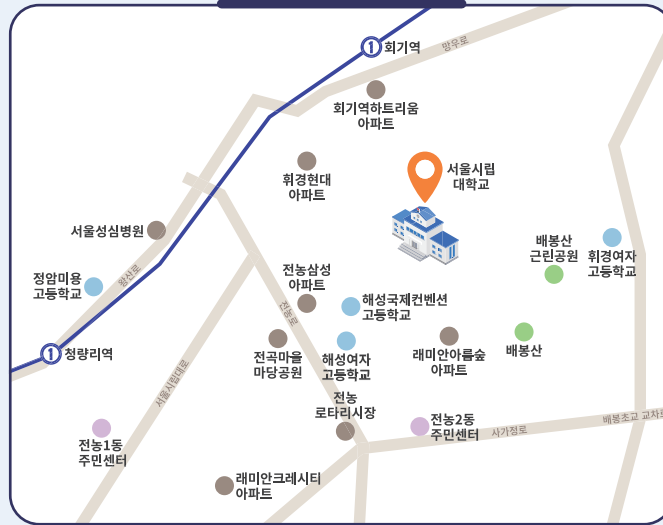 1 회기역
망우로
회기역하트리움
아파트
휘경현대
아파트
서울시립
대학교
서울성심병원
배봉산
근린공원
휘경여자
고등학교
정암미용
고등학교
왕산로
전농삼성
아파트
해성국제컨벤션
고등학교
전농로
1 청량리역
전곡마을
마당공원
해성여자
고등학교
래미안아름숲
아파트
배봉산
서울시립대로
전농
로타리시장
전농1동
주민센터
전농2동
주민센터
사가정로
배봉초교 교차로
래미안크레시티
아파트